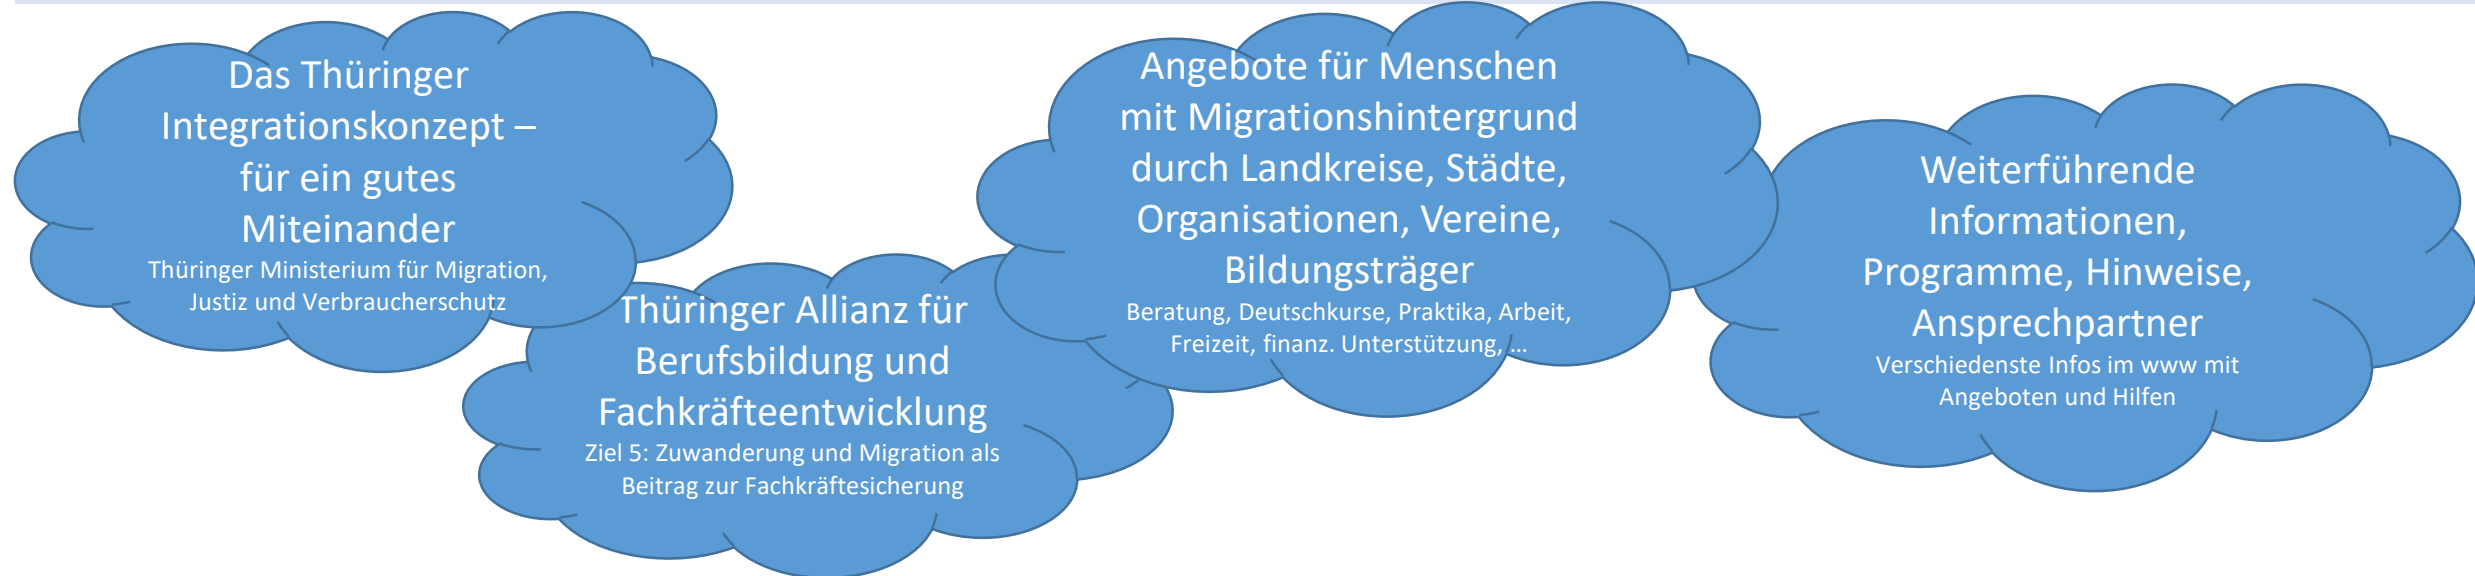 Das Thüringer
Integrationskonzept –
für ein gutes
Miteinander
Thüringer Ministerium für Migration,
Justiz und Verbraucherschutz
Thüringer Allianz für
Berufsbildung und
Fachkräfteentwicklung
Ziel 5: Zuwanderung und Migration als
Beitrag zur Fachkräftesicherung
Angebote für Menschen
mit Migrationshintergrund
durch Landkreise, Städte,
Organisationen, Vereine,
Bildungsträger
Beratung, Deutschkurse, Praktika, Arbeit,
Freizeit, finanz. Unterstützung, ...
Weiterführende
Informationen,
Programme, Hinweise,
Ansprechpartner
Verschiedenste Infos im www mit
Angeboten und Hilfen